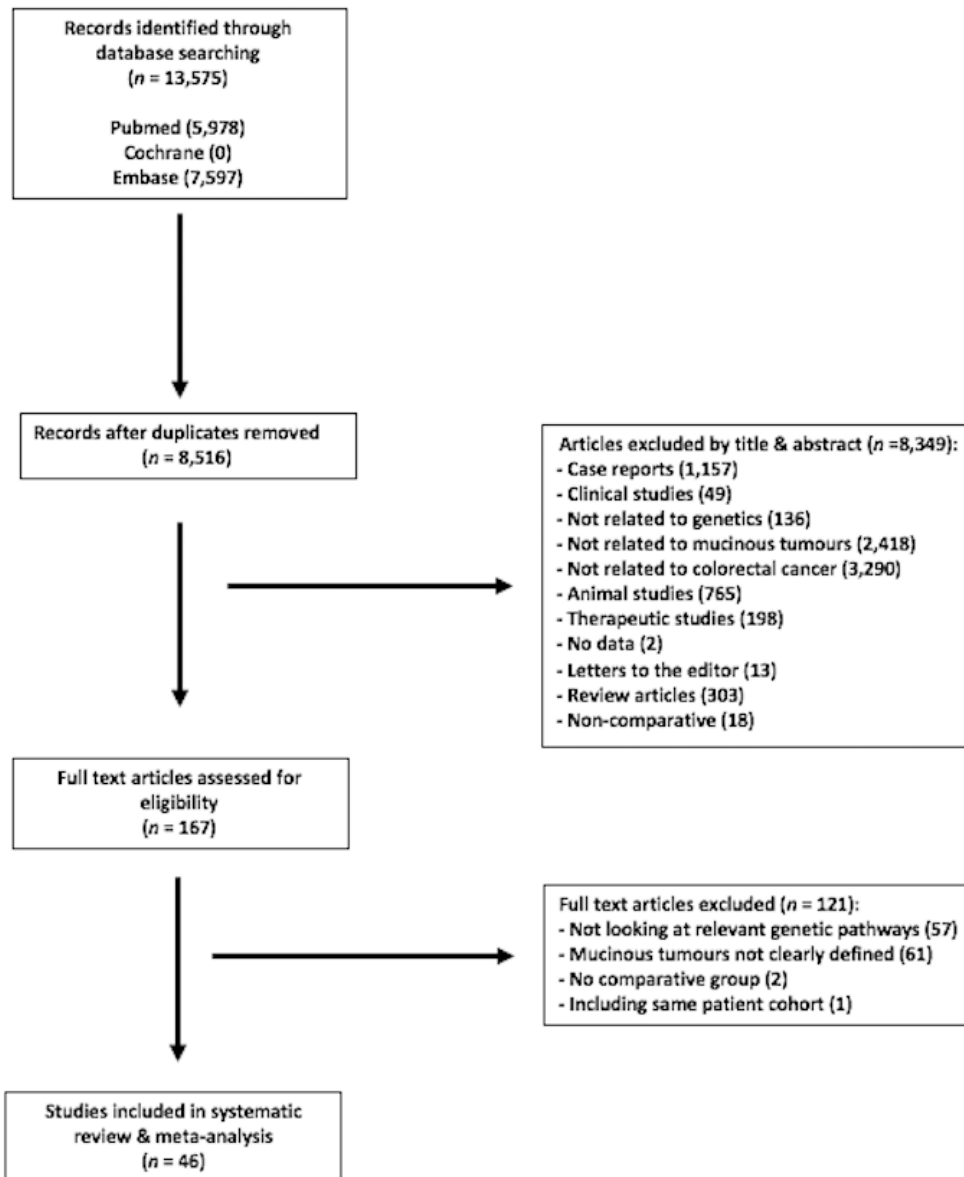 Records identified through
database searching
(n = 13,575)
Pubmed (5,978)
Cochrane (0)
Embase (7,597)
Records after duplicates removed
(n = 8,516)
Articles excluded by title & abstract (n =8,349):
- Case reports (1,157)
- Clinical studies (49)
- Not related to genetics (136)
- Not related to mucinous tumours (2,418)
- Not related to colorectal cancer (3,290)
- Animal studies (765)
- Therapeutic studies (198)
- No data (2)
- Letters to the editor (13)
- Review articles (303)
- Non-comparative (18)
Full text articles assessed for
eligibility
(n = 167)
Full text articles excluded (n = 121):
- Not looking at relevant genetic pathways (57)
- Mucinous tumours not clearly defined (61)
- No comparative group (2)
- Including same patient cohort (1)
Studies included in systematic
review & meta-analysis
(n = 46)